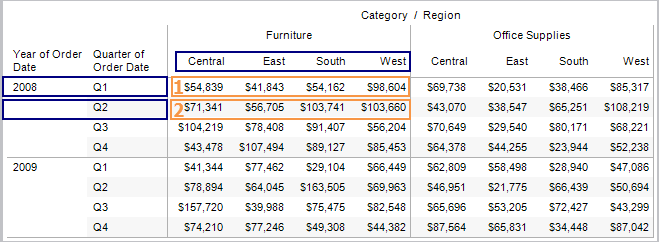 Category / Region
Furniture Office Supplies
Year of Order Date Quarter of Order Date Central East South West Central East South West
2008 Q1 1 $54,839 $41,843 $54,162 $98,604 $69,738 $20,531 $38,466 $85,317
Q2 2 $71,341 $56,705 $103,741 $103,660 $43,070 $38,547 $65,251 $108,219
Q3 $104,219 $78,408 $91,407 $56,204 $70,649 $29,540 $80,171 $68,221
Q4 $43,478 $107,494 $89,127 $85,453 $64,378 $44,255 $23,944 $52,238
2009 Q1 $41,344 $77,462 $29,104 $66,449 $62,809 $58,498 $28,940 $47,086
Q2 $78,894 $64,045 $163,505 $69,963 $46,951 $21,775 $66,439 $50,694
Q3 $157,720 $39,988 $75,475 $82,548 $65,696 $53,205 $72,427 $43,299
Q4 $74,210 $77,246 $49,308 $44,382 $87,564 $65,831 $34,448 $87,042